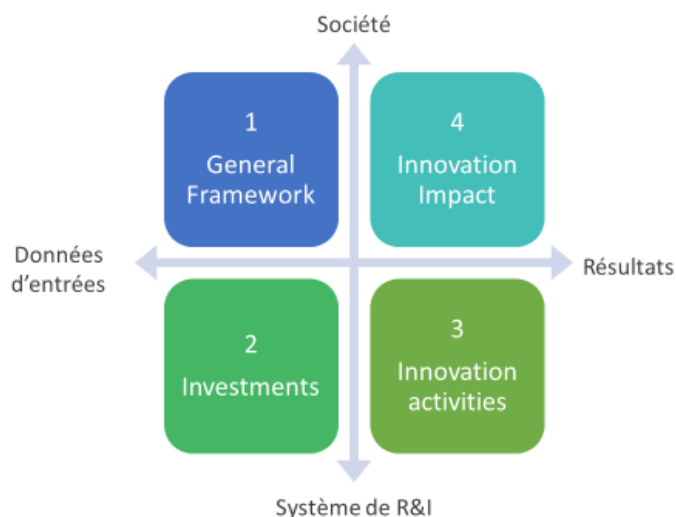 Société
1
General
Framework
4
Innovation
Impact
Données
d'entrées
Résultats
2
Investments
3
Innovation
activities
Système de R&I